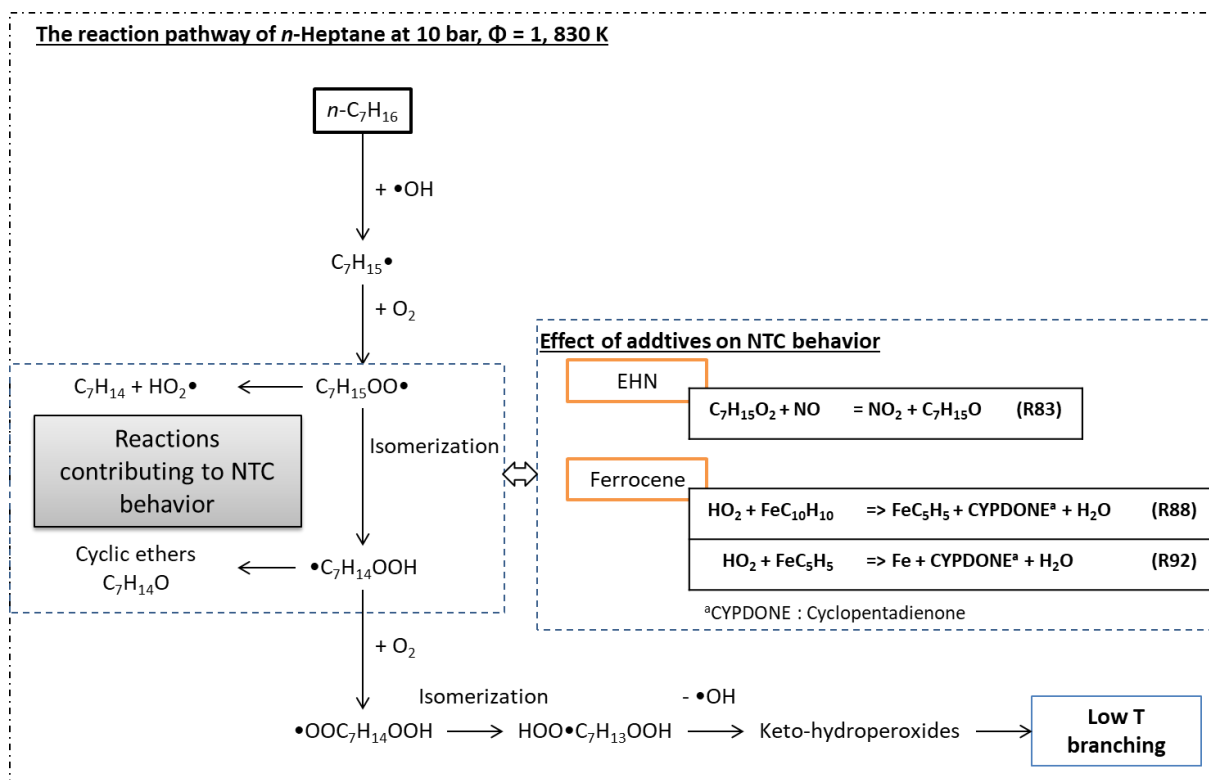 The reaction pathway of n-Heptane at 10 bar, Φ = 1, 830 K
n-C₇H₁₆
+ •OH
C₇H₁₅•
+ O₂
C₇H₁₄ + HO₂•
C₇H₁₅OO•
Isomerization
Reactions
contributing to NTC
behavior
Cyclic ethers
C₇H₁₄O
•C₇H₁₄OOH
Effect of addtives on NTC behavior
EHN
C₇H₁₅O₂ + NO = NO₂ + C₇H₁₅O (R83)
Ferrocene
HO₂ + FeC₁₀H₁₀ => FeC₅H₅ + CYPDONEᵃ + H₂O (R88)
HO₂ + FeC₅H₅ => Fe + CYPDONEᵃ + H₂O (R92)
ᵃCYPDONE : Cyclopentadienone
+ O₂
Isomerization
- •OH
•OOC₇H₁₄OOH
HOO•C₇H₁₃OOH
Keto-hydroperoxides
Low T
branching